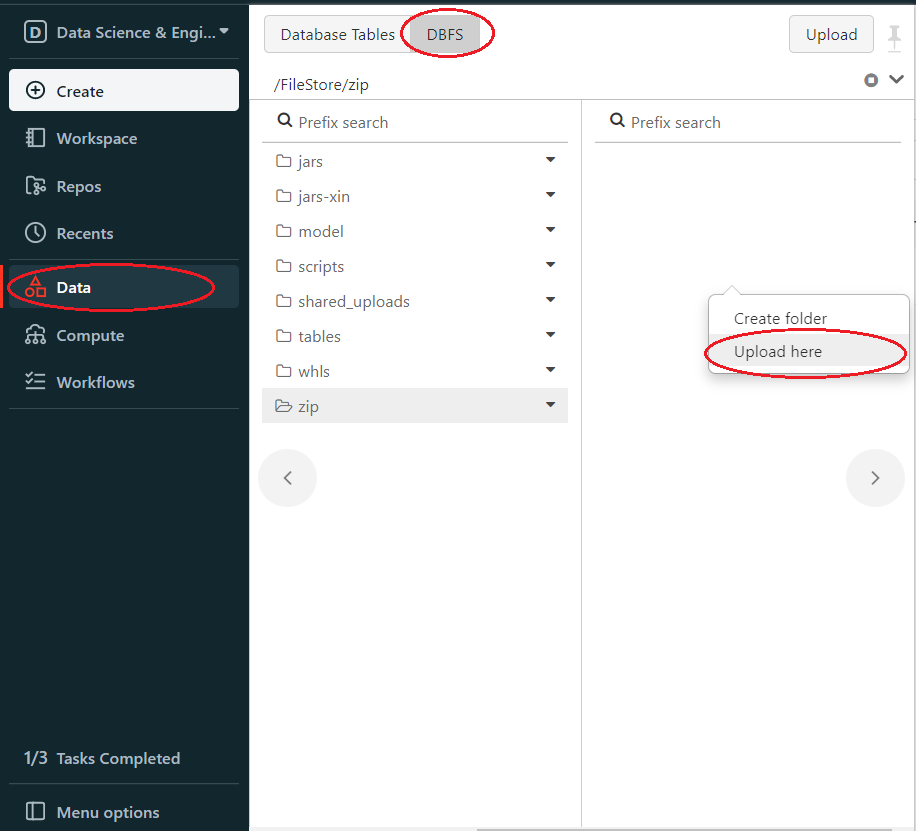 D Data Science & Engi...
Create
Workspace
Repos
Recents
Data
Compute
Workflows
1/3 Tasks Completed
Menu options
Database Tables
DBFS
Upload
/FileStore/zip
Prefix search
jars
jars-xin
model
scripts
shared_uploads
tables
whls
zip
Prefix search
Create folder
Upload here